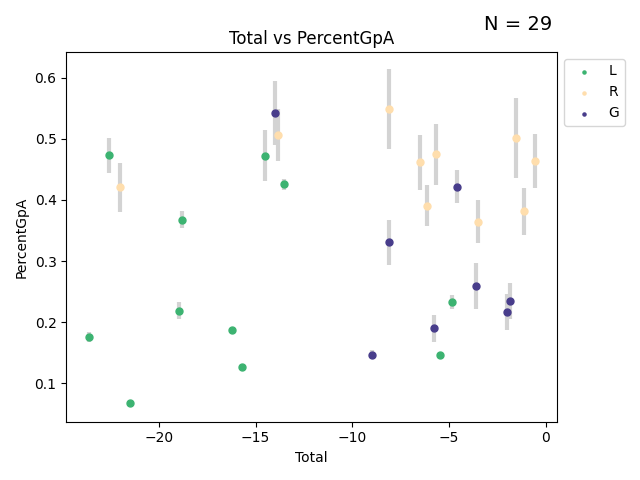 N = 29
Total vs PercentGpA
L
R
G
PercentGpA
0.6
0.5
0.4
0.3
0.2
0.1
−20
−15
−10
−5
0
Total